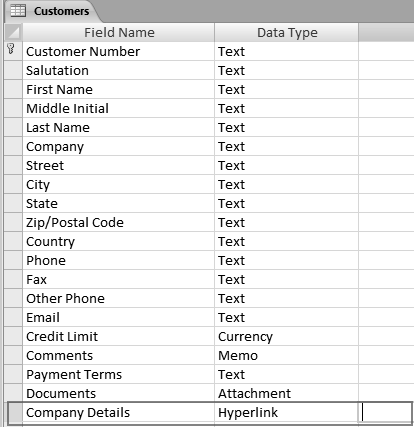 Customers
Field Name Data Type
Customer Number Text
Salutation Text
First Name Text
Middle Initial Text
Last Name Text
Company Text
Street Text
City Text
State Text
Zip/Postal Code Text
Country Text
Phone Text
Fax Text
Other Phone Text
Email Text
Credit Limit Currency
Comments Memo
Payment Terms Text
Documents Attachment
Company Details Hyperlink